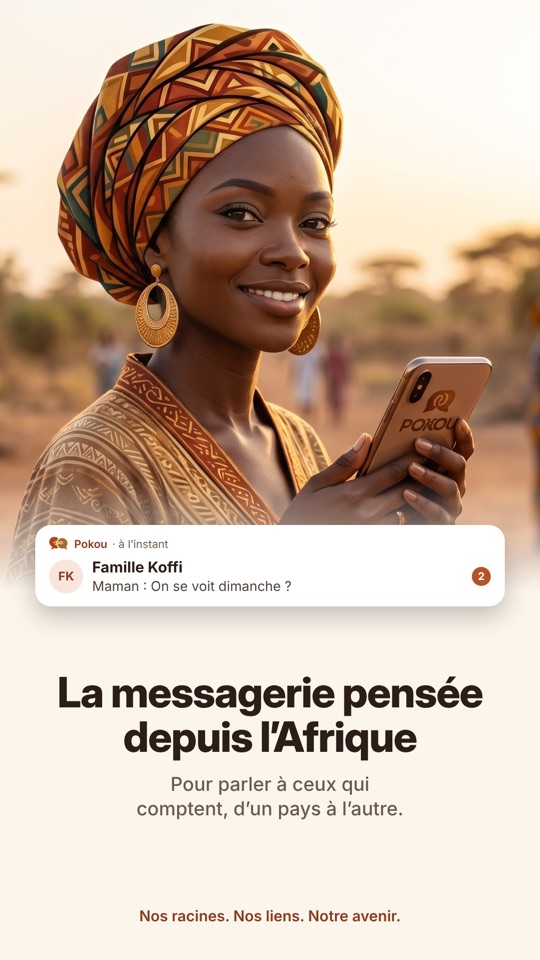 POKOU
Pokou · à l’instant
FK
Famille Koffi
Maman : On se voit dimanche ?
2
La messagerie pensée
depuis l’Afrique
Pour parler à ceux qui
comptent, d’un pays à l’autre.
Nos racines. Nos liens. Notre avenir.